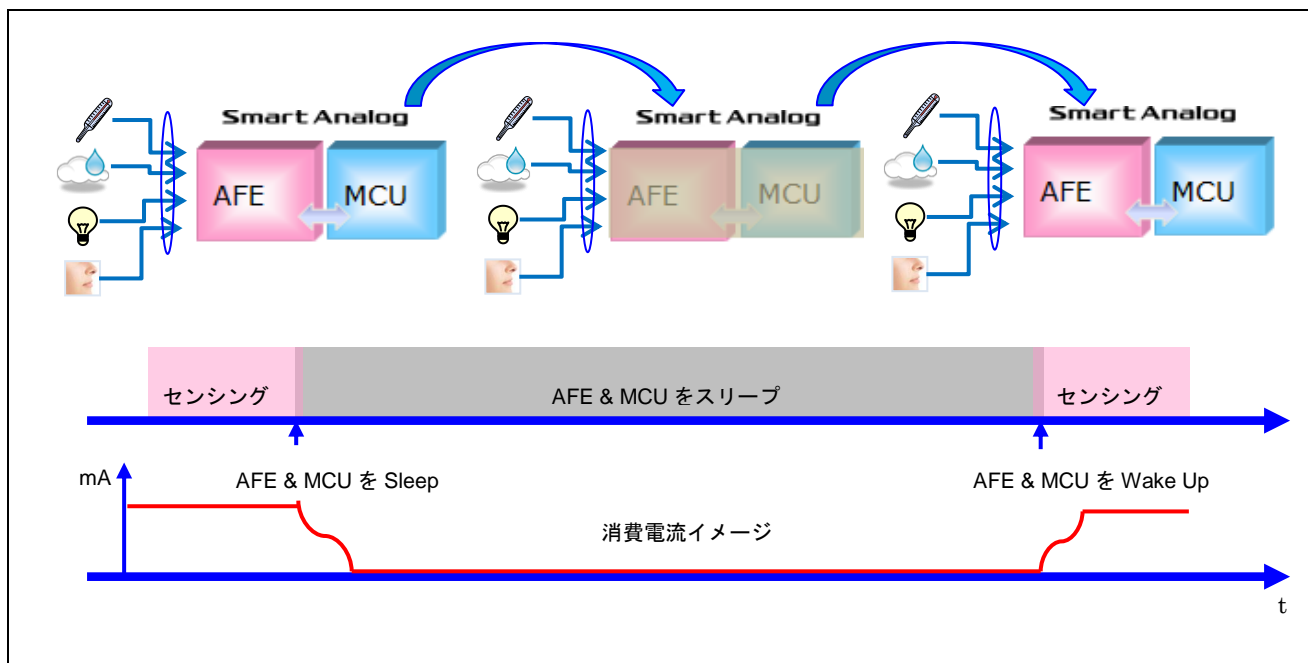 Smart Analog
AFE
MCU
Smart Analog
AFE
MCU
Smart Analog
AFE
MCU
センシング
AFE & MCU をスリープ
センシング
mA
AFE & MCU を Sleep
AFE & MCU を Wake Up
消費電流イメージ
t